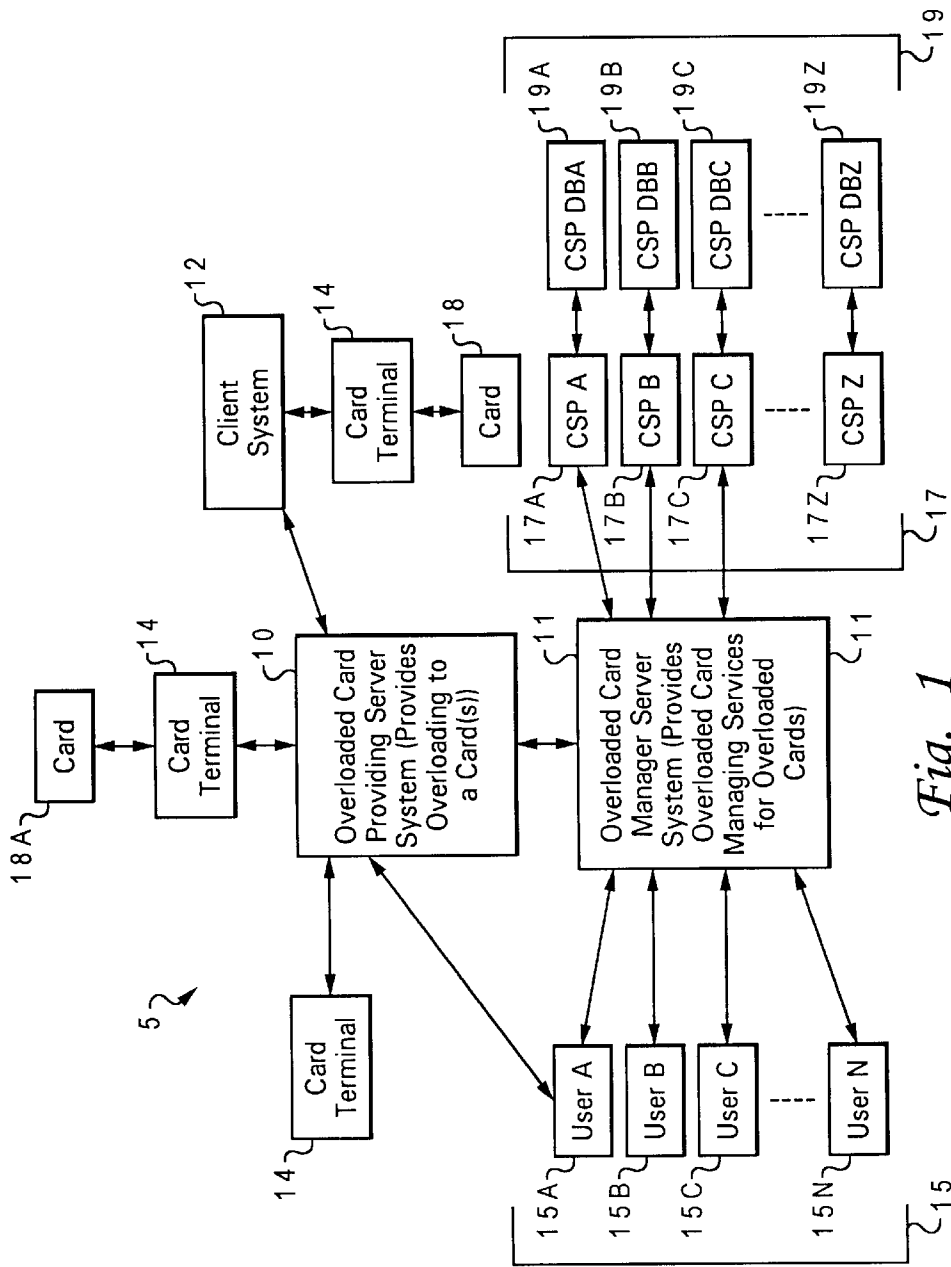 18A
Card
14
Card
Terminal
12
Client
System
14
Card
Terminal
18
Card
5
14
Card
Terminal
10
Overloaded Card
Providing Server
System (Provides
Overloading to
a Card(s))
11
Overloaded Card
Manager Server
System (Provides
Overloaded Card
Managing Services
for Overloaded
Cards)
11
15A
User A
15B
User B
15C
User C
15N
User N
15
17A
CSP A
17B
CSP B
17C
CSP C
17Z
CSP Z
17
CSP DBA
19A
CSP DBB
19B
CSP DBC
19C
CSP DBZ
19Z
19
Fig. 1